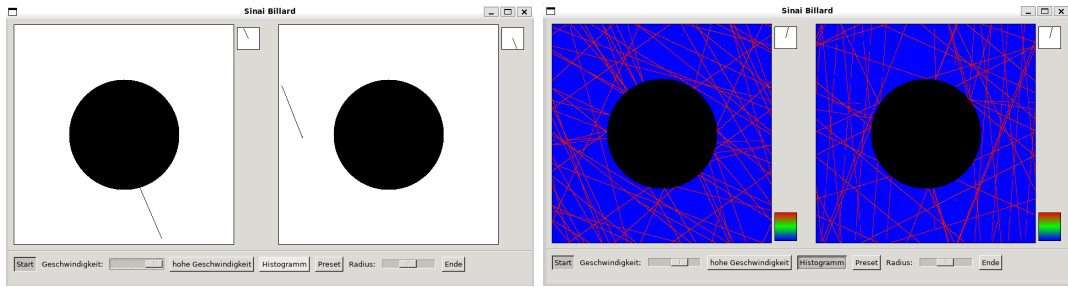 Sinai Billard
Start Geschwindigkeit: hohe Geschwindigkeit Histogramm Preset Radius: Ende
Sinai Billard
Start Geschwindigkeit: hohe Geschwindigkeit Histogramm Preset Radius: Ende